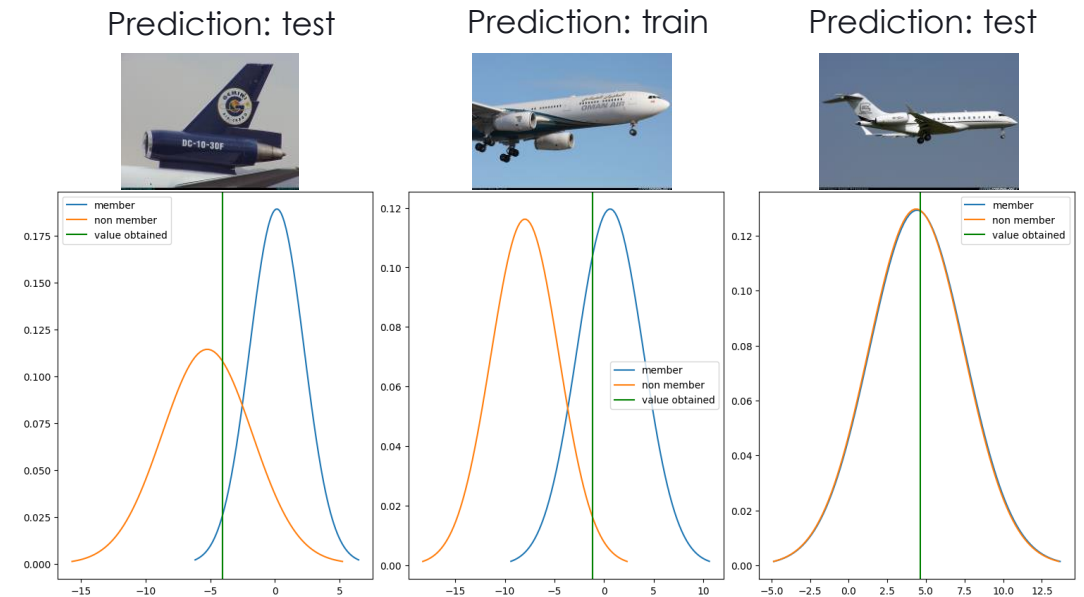 Prediction: test
Prediction: train
Prediction: test
GEMINI
DC-10-30F
OMAN AIR
member
non member
value obtained
0.175
0.150
0.125
0.100
0.075
0.050
0.025
0.000
−15
−10
−5
0
5
member
non member
value obtained
0.12
0.10
0.08
0.06
0.04
0.02
0.00
−15
−10
−5
0
5
10
member
non member
value obtained
0.12
0.10
0.08
0.06
0.04
0.02
0.00
−5.0
−2.5
0.0
2.5
5.0
7.5
10.0
12.5